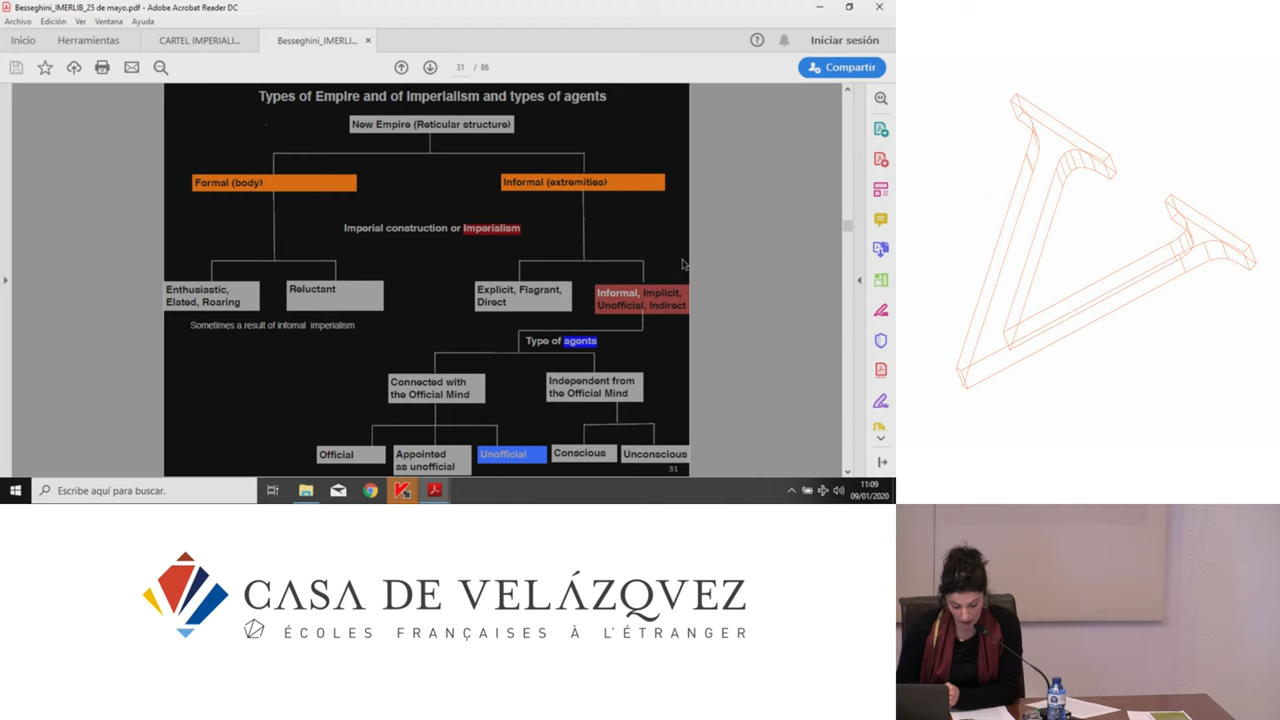 Besseghini_IMERLIB_25 de mayo.pdf - Adobe Acrobat Reader DC
Archivo Edición Ver Ventana Ayuda
Inicio Herramientas CARTEL IMPERIALI... Besseghini_IMERLI... Iniciar sesión
31 / 86 Compartir
Types of Empire and of Imperialism and types of agents
New Empire (Reticular structure)
Formal (body)
Informal (extremities)
Imperial construction or Imperialism
Enthusiastic,
Elated, Roaring
Reluctant
Explicit, Flagrant,
Direct
Informal, Implicit,
Unofficial, Indirect
Sometimes a result of infomal imperialism
Type of agents
Connected with
the Official Mind
Independent from
the Official Mind
Official
Appointed
as unofficial
Unofficial
Conscious
Unconscious
31
Escribe aquí para buscar.
11:09
09/01/2020
CASA DE VELÁZQVEZ
ÉCOLES FRANÇAISES À L'ÉTRANGER